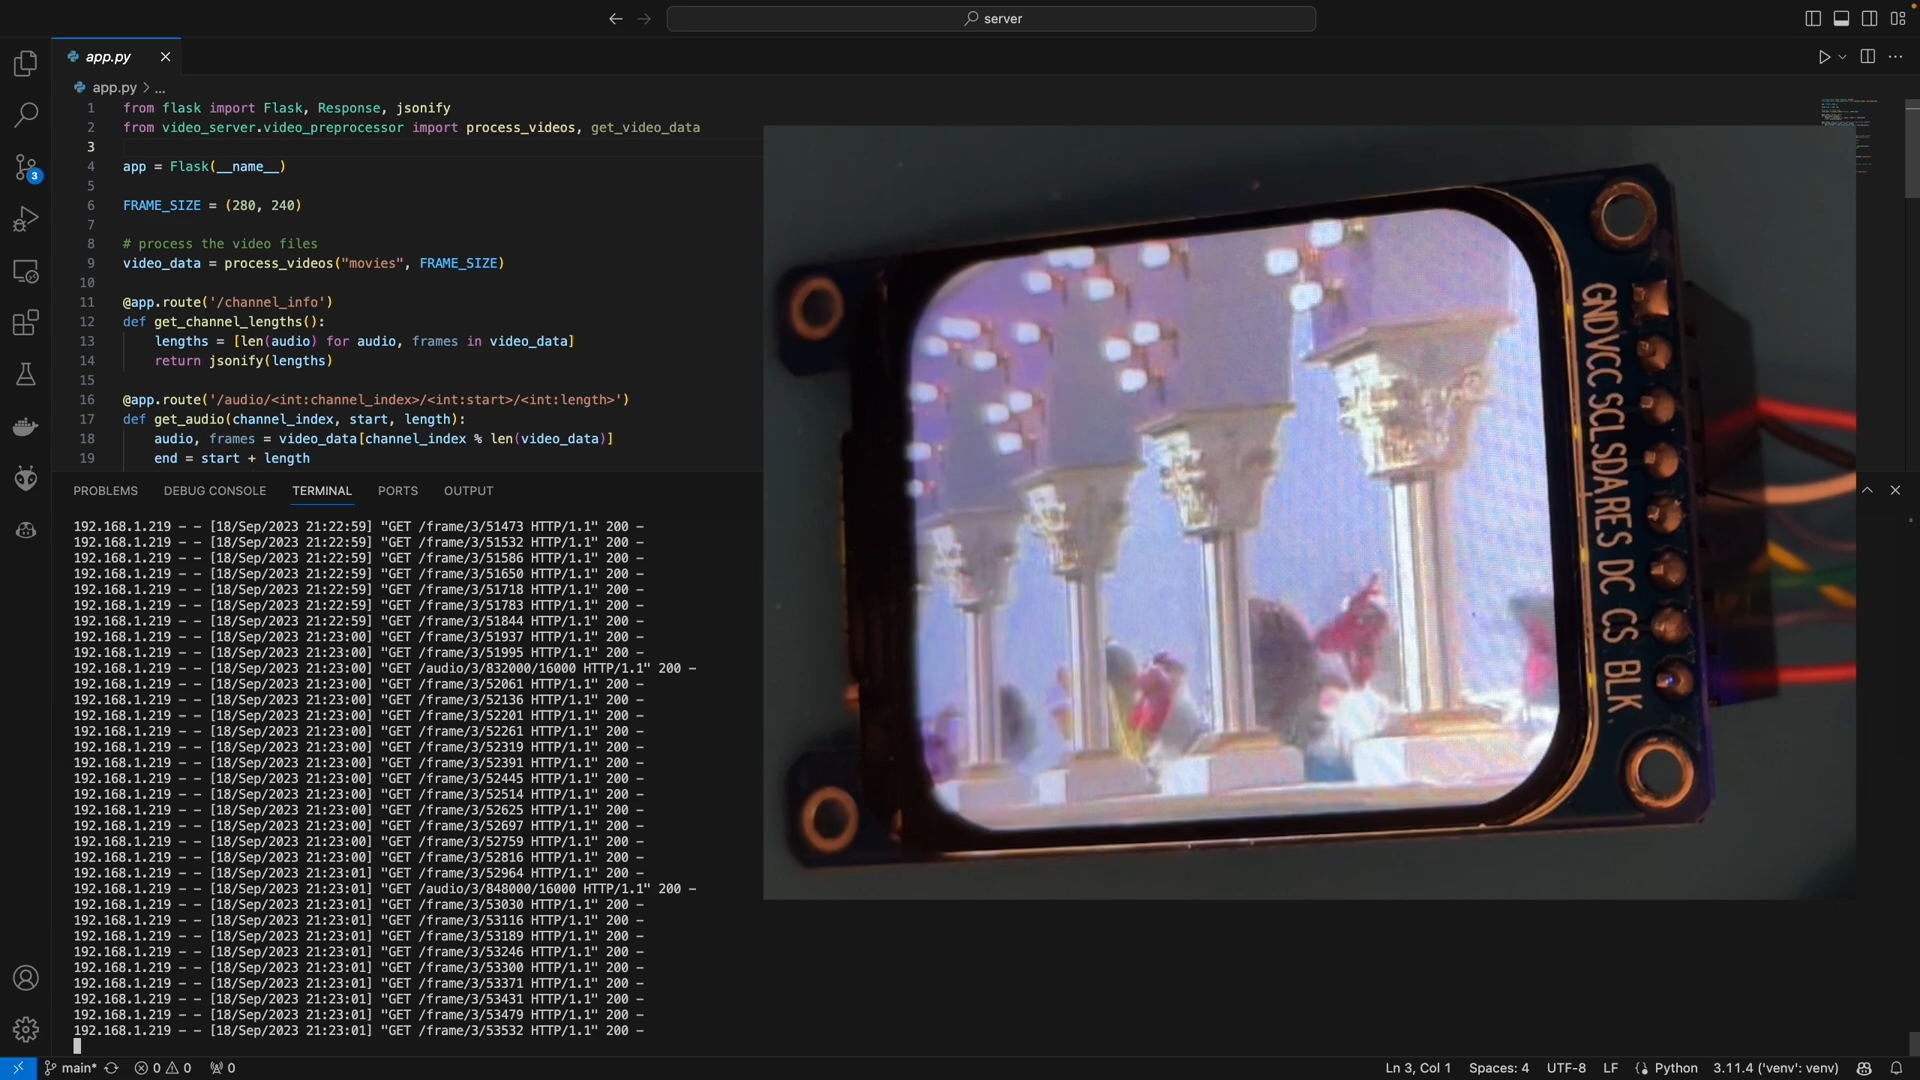 server
app.py
app.py > ...
1 from flask import Flask, Response, jsonify
2 from video_server.video_preprocessor import process_videos, get_video_data
3
4 app = Flask(__name__)
5
6 FRAME_SIZE = (280, 240)
7
8 # process the video files
9 video_data = process_videos("movies", FRAME_SIZE)
10
11 @app.route('/channel_info')
12 def get_channel_lengths():
13 lengths = [len(audio) for audio, frames in video_data]
14 return jsonify(lengths)
15
16 @app.route('/audio/<int:channel_index>/<int:start>/<int:length>')
17 def get_audio(channel_index, start, length):
18 audio, frames = video_data[channel_index % len(video_data)]
19 end = start + length
GND VCC SCL SDA RES DC CS BLK
3
PROBLEMS DEBUG CONSOLE TERMINAL PORTS OUTPUT
192.168.1.219 - - [18/Sep/2023 21:22:59] "GET /frame/3/51473 HTTP/1.1" 200 -
192.168.1.219 - - [18/Sep/2023 21:22:59] "GET /frame/3/51532 HTTP/1.1" 200 -
192.168.1.219 - - [18/Sep/2023 21:22:59] "GET /frame/3/51586 HTTP/1.1" 200 -
192.168.1.219 - - [18/Sep/2023 21:22:59] "GET /frame/3/51650 HTTP/1.1" 200 -
192.168.1.219 - - [18/Sep/2023 21:22:59] "GET /frame/3/51718 HTTP/1.1" 200 -
192.168.1.219 - - [18/Sep/2023 21:22:59] "GET /frame/3/51783 HTTP/1.1" 200 -
192.168.1.219 - - [18/Sep/2023 21:22:59] "GET /frame/3/51844 HTTP/1.1" 200 -
192.168.1.219 - - [18/Sep/2023 21:23:00] "GET /frame/3/51937 HTTP/1.1" 200 -
192.168.1.219 - - [18/Sep/2023 21:23:00] "GET /frame/3/51995 HTTP/1.1" 200 -
192.168.1.219 - - [18/Sep/2023 21:23:00] "GET /audio/3/832000/16000 HTTP/1.1" 200 -
192.168.1.219 - - [18/Sep/2023 21:23:00] "GET /frame/3/52061 HTTP/1.1" 200 -
192.168.1.219 - - [18/Sep/2023 21:23:00] "GET /frame/3/52136 HTTP/1.1" 200 -
192.168.1.219 - - [18/Sep/2023 21:23:00] "GET /frame/3/52201 HTTP/1.1" 200 -
192.168.1.219 - - [18/Sep/2023 21:23:00] "GET /frame/3/52261 HTTP/1.1" 200 -
192.168.1.219 - - [18/Sep/2023 21:23:00] "GET /frame/3/52319 HTTP/1.1" 200 -
192.168.1.219 - - [18/Sep/2023 21:23:00] "GET /frame/3/52391 HTTP/1.1" 200 -
192.168.1.219 - - [18/Sep/2023 21:23:00] "GET /frame/3/52445 HTTP/1.1" 200 -
192.168.1.219 - - [18/Sep/2023 21:23:00] "GET /frame/3/52514 HTTP/1.1" 200 -
192.168.1.219 - - [18/Sep/2023 21:23:00] "GET /frame/3/52625 HTTP/1.1" 200 -
192.168.1.219 - - [18/Sep/2023 21:23:00] "GET /frame/3/52697 HTTP/1.1" 200 -
192.168.1.219 - - [18/Sep/2023 21:23:00] "GET /frame/3/52759 HTTP/1.1" 200 -
192.168.1.219 - - [18/Sep/2023 21:23:00] "GET /frame/3/52816 HTTP/1.1" 200 -
192.168.1.219 - - [18/Sep/2023 21:23:01] "GET /frame/3/52964 HTTP/1.1" 200 -
192.168.1.219 - - [18/Sep/2023 21:23:01] "GET /audio/3/848000/16000 HTTP/1.1" 200 -
192.168.1.219 - - [18/Sep/2023 21:23:01] "GET /frame/3/53030 HTTP/1.1" 200 -
192.168.1.219 - - [18/Sep/2023 21:23:01] "GET /frame/3/53116 HTTP/1.1" 200 -
192.168.1.219 - - [18/Sep/2023 21:23:01] "GET /frame/3/53189 HTTP/1.1" 200 -
192.168.1.219 - - [18/Sep/2023 21:23:01] "GET /frame/3/53246 HTTP/1.1" 200 -
192.168.1.219 - - [18/Sep/2023 21:23:01] "GET /frame/3/53300 HTTP/1.1" 200 -
192.168.1.219 - - [18/Sep/2023 21:23:01] "GET /frame/3/53371 HTTP/1.1" 200 -
192.168.1.219 - - [18/Sep/2023 21:23:01] "GET /frame/3/53431 HTTP/1.1" 200 -
192.168.1.219 - - [18/Sep/2023 21:23:01] "GET /frame/3/53479 HTTP/1.1" 200 -
192.168.1.219 - - [18/Sep/2023 21:23:01] "GET /frame/3/53532 HTTP/1.1" 200 -
main* 0 0 0 Ln 3, Col 1 Spaces: 4 UTF-8 LF Python 3.11.4 ('venv': venv)